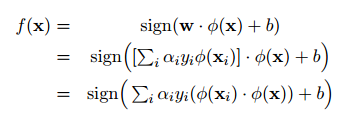 f(x) = sign(w · ϕ(x) + b)
= sign([∑ᵢ αᵢyᵢϕ(xᵢ)] · ϕ(x) + b)
= sign(∑ᵢ αᵢyᵢ(ϕ(xᵢ) · ϕ(x)) + b)